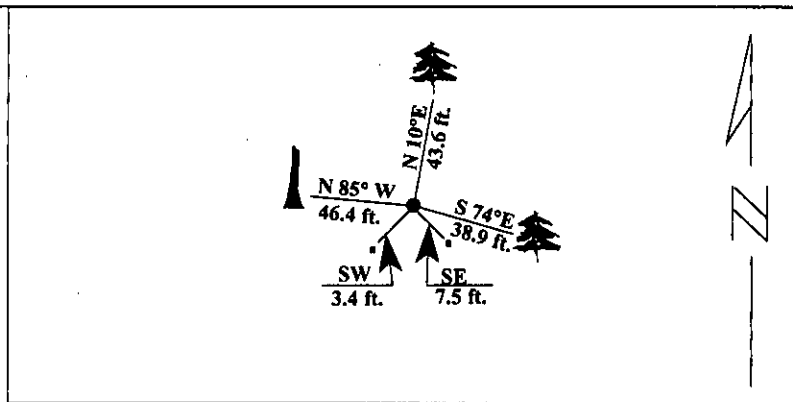 N 10°E
43.6 ft.
N 85° W
46.4 ft.
S 74°E
38.9 ft.
SW
3.4 ft.
SE
7.5 ft.
N